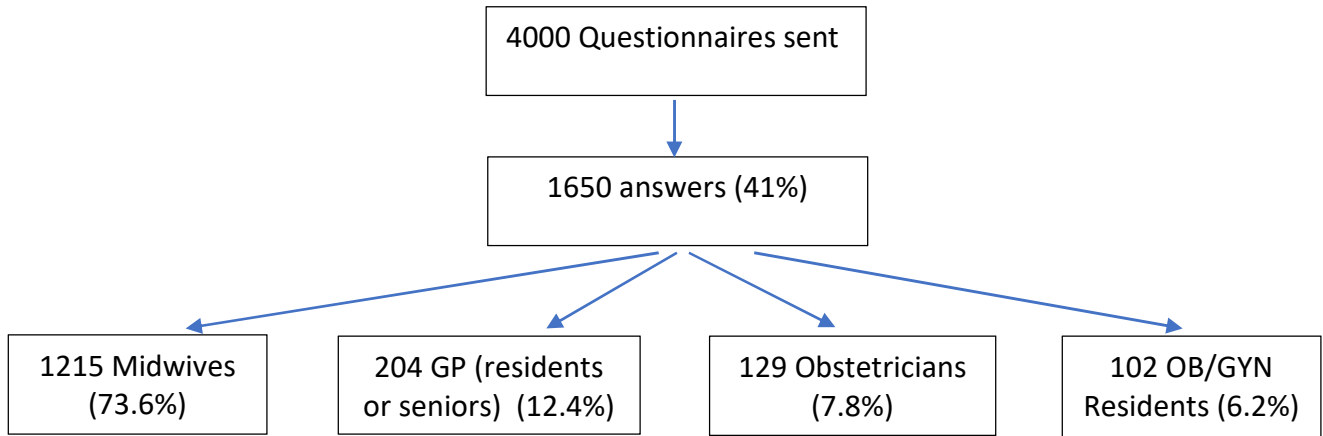 4000 Questionnaires sent
1650 answers (41%)
1215 Midwives
(73.6%)
204 GP (residents
or seniors)  (12.4%)
129 Obstetricians
(7.8%)
102 OB/GYN
Residents (6.2%)